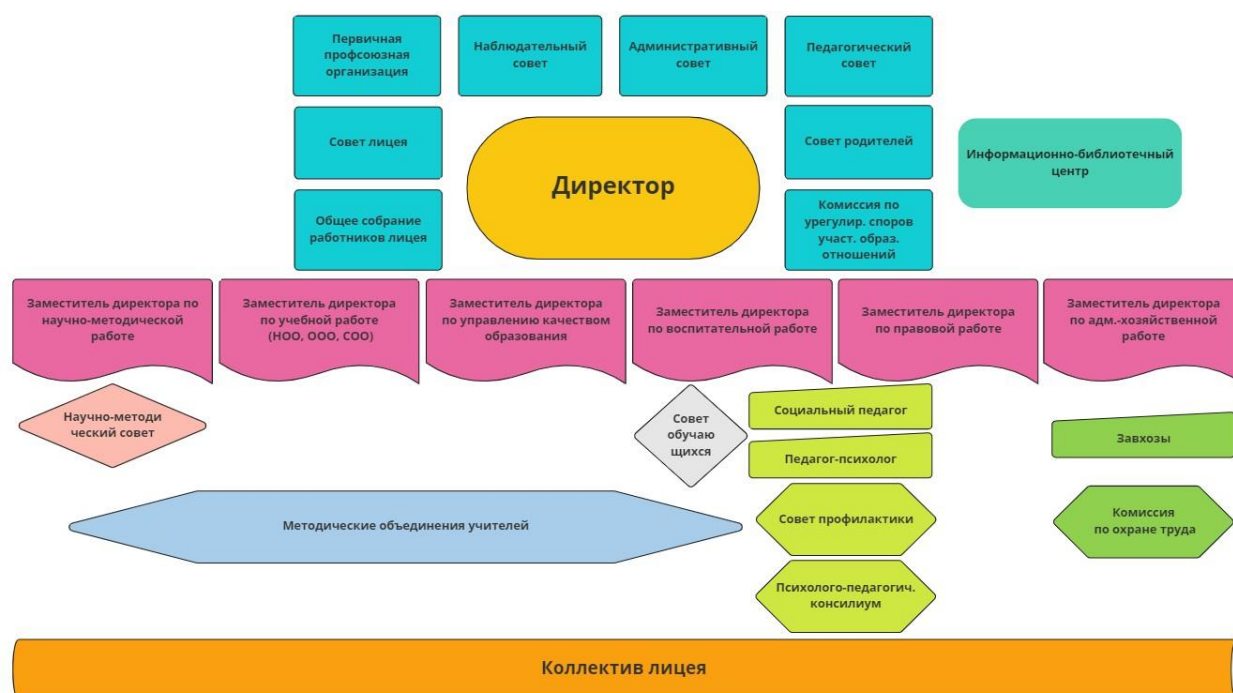 Первичная
профсоюзная
организация
Наблюдательный
совет
Административный
совет
Педагогический
совет
Совет лицея
Директор
Совет родителей
Информационно-библиотечный
центр
Общее собрание
работников лицея
Комиссия по
урегулир. споров
участ. образ.
отношений
Заместитель директора по
научно-методической
работе
Заместитель директора
по учебной работе
(НОО, ООО, СОО)
Заместитель директора
по управлению качеством
образования
Заместитель директора
по воспитательной работе
Заместитель директора
по правовой работе
Заместитель директора
по адм.-хозяйственной
работе
Научно-методи
ческий совет
Совет
обучаю
щихся
Социальный педагог
Педагог-психолог
Завхозы
Методические объединения учителей
Совет профилактики
Комиссия
по охране труда
Психолого-педагогич.
консилиум
Коллектив лицея